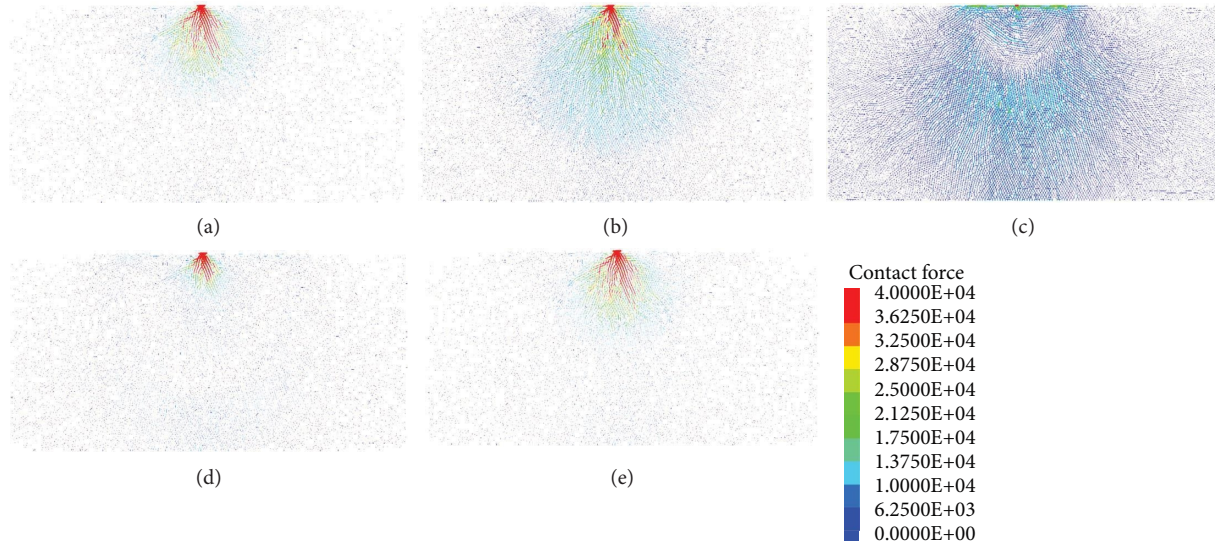 (a)
(b)
(c)
(d)
(e)
Contact force
4.0000E+04
3.6250E+04
3.2500E+04
2.8750E+04
2.5000E+04
2.1250E+04
1.7500E+04
1.3750E+04
1.0000E+04
6.2500E+03
0.0000E+00